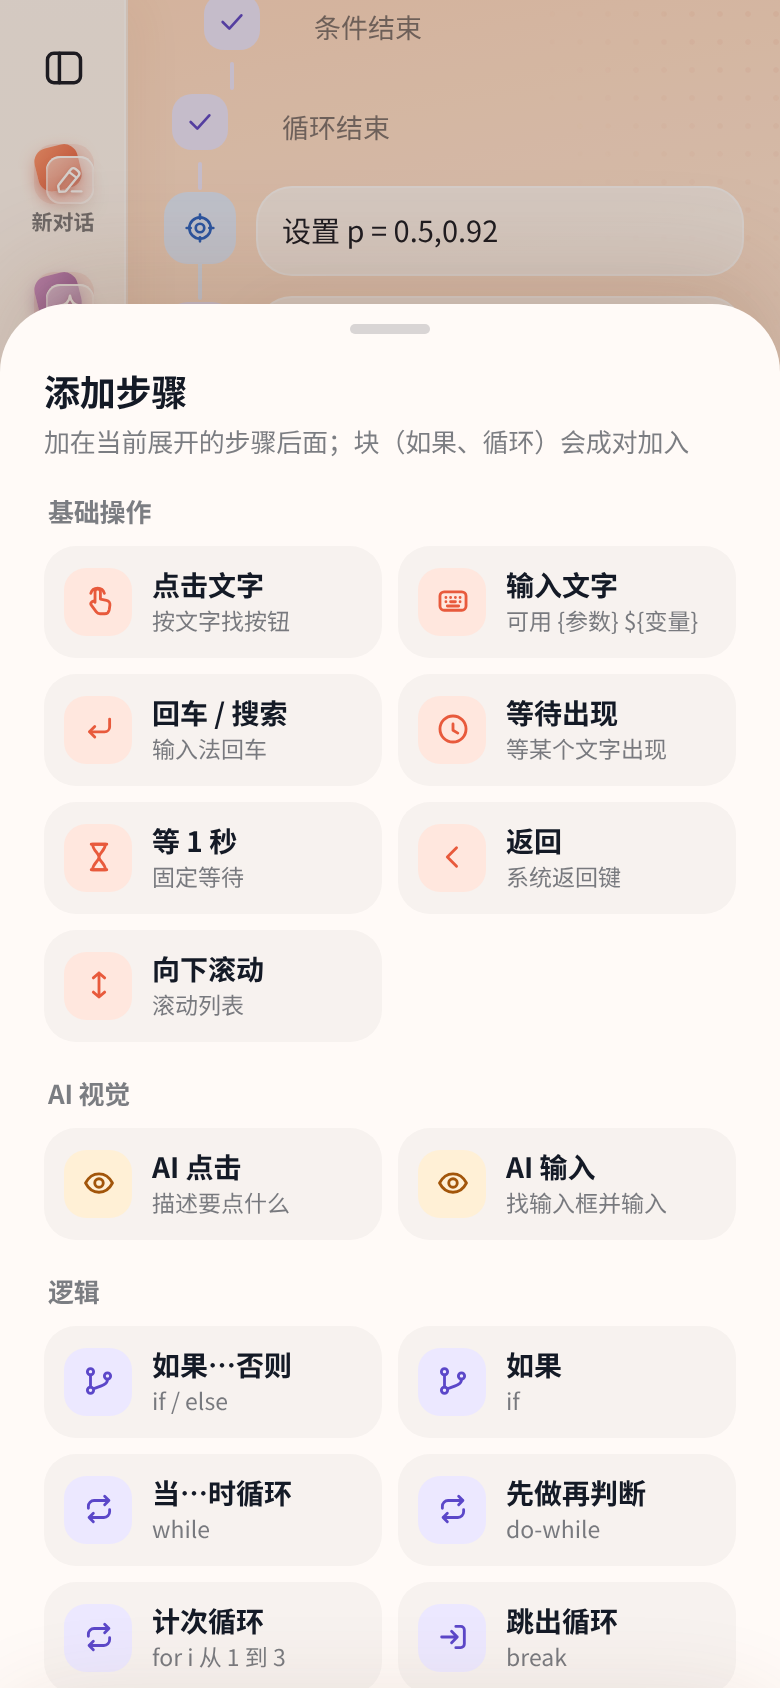 条件结束
循环结束
新对话
设置 p = 0.5,0.92
添加步骤
加在当前展开的步骤后面；块（如果、循环）会成对加入
基础操作
点击文字
按文字找按钮
输入文字
可用 {参数} ${变量}
回车 / 搜索
输入法回车
等待出现
等某个文字出现
等 1 秒
固定等待
返回
系统返回键
向下滚动
滚动列表
AI 视觉
AI 点击
描述要点什么
AI 输入
找输入框并输入
逻辑
如果…否则
if / else
如果
if
当…时循环
while
先做再判断
do-while
计次循环
for i 从 1 到 3
跳出循环
break